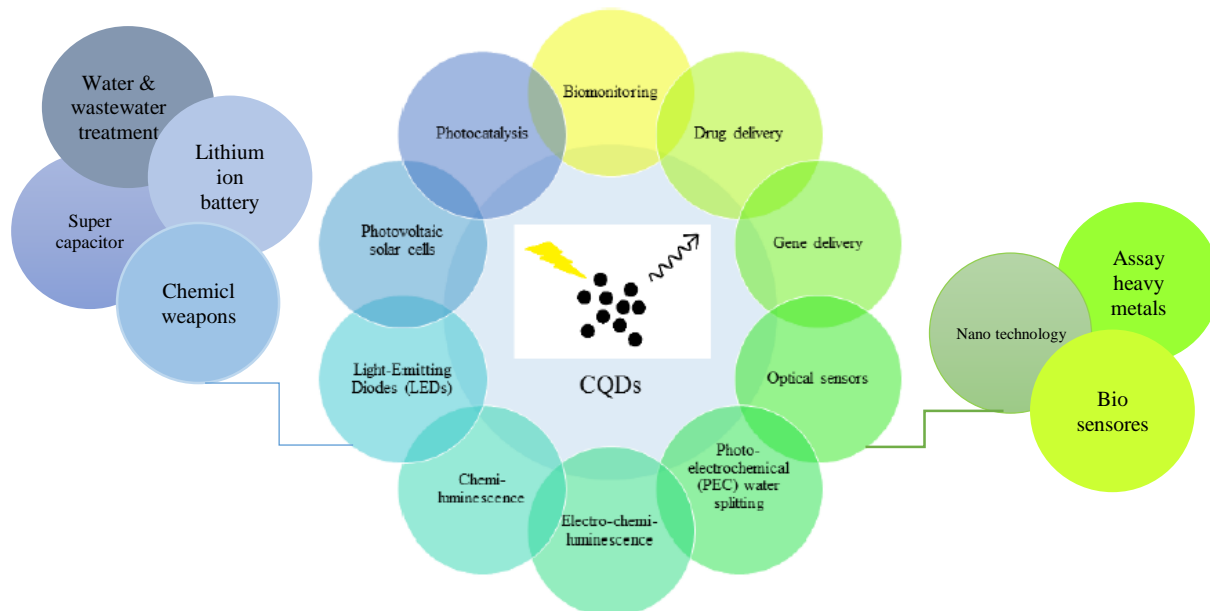 Water &
wastewater
treatment
Lithium
ion
battery
Super
capacitor
Chemicl
weapons
Biomonitoring
Drug delivery
Gene delivery
Optical sensors
Photo-
electrochemical
(PEC) water
splitting
Electro-chemi-
luminescence
Chemi-
luminescence
Light-Emitting
Diodes (LEDs)
Photovoltaic
solar cells
Photocatalysis
CQDs
Nano technology
Assay
heavy
metals
Bio
sensores